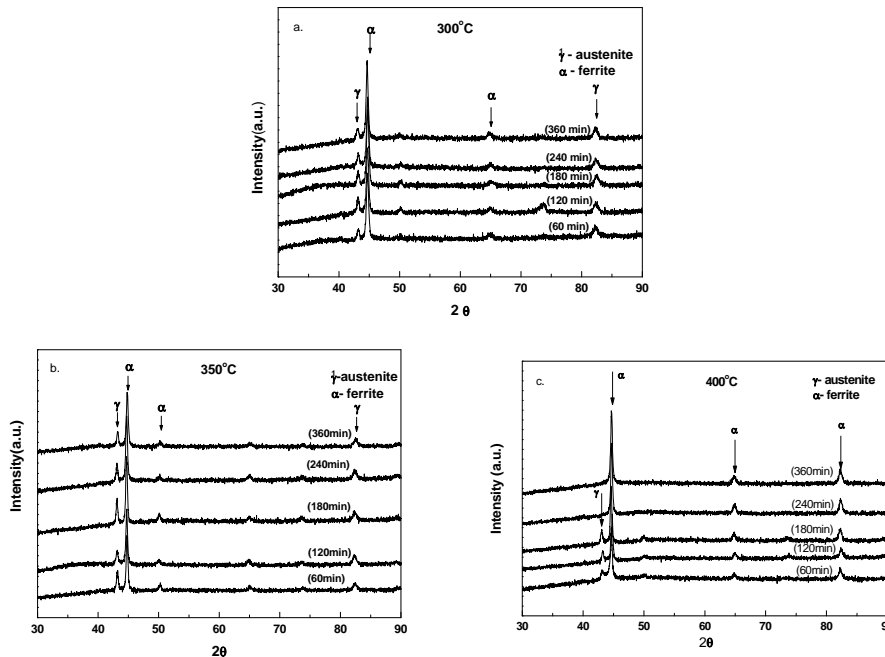 a.
300°C
α
γ
α
γ
γ - austenite
α - ferrite
(360 min)
(240 min)
(180 min)
(120 min)
(60 min)
Intensity(a.u.)
30 40 50 60 70 80 90
2 θ
b.
350°C
α
γ
α
γ
γ-austenite
α- ferrite
(360min)
(240min)
(180min)
(120min)
(60min)
Intensity(a.u.)
30 40 50 60 70 80 90
2θ
c.
400°C
α
γ
α
α
γ- austenite
α- ferrite
(360min)
(240min)
(180min)
(120min)
(60min)
Intensity (a.u.)
30 40 50 60 70 80 90
2θ